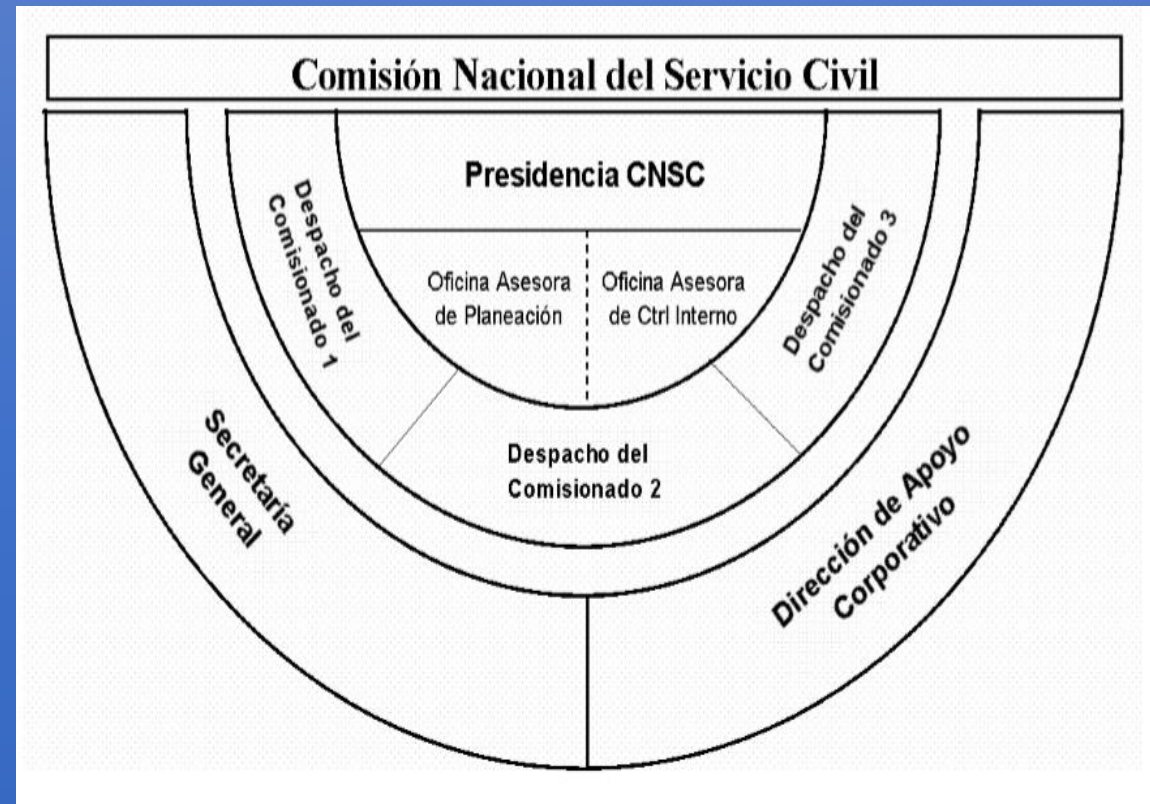 Comisión Nacional del Servicio Civil
Presidencia CNSC
Oficina Asesora
de Planeación
Oficina Asesora
de Ctrl Interno
Despacho del
Comisionado 1
Despacho del
Comisionado 2
Despacho del
Comisionado 3
Secretaría
General
Dirección de Apoyo
Corporativo